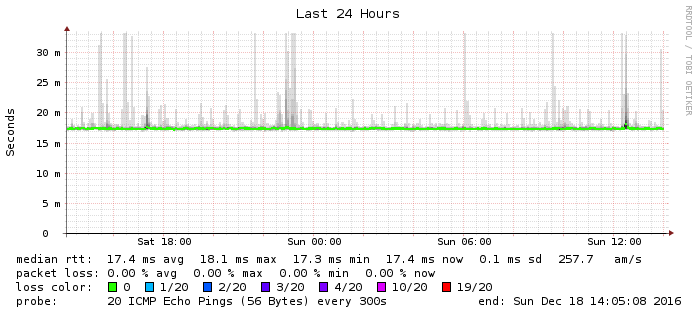 Last 24 Hours
RRDTOOL / TOBI OETIKER
Seconds
30 m
25 m
20 m
15 m
10 m
5 m
0
Sat 18:00 Sun 00:00 Sun 06:00 Sun 12:00
median rtt: 17.4 ms avg 18.1 ms max 17.3 ms min 17.4 ms now 0.1 ms sd 257.7 am/s
packet loss: 0.00 % avg 0.00 % max 0.00 % min 0.00 % now
loss color: 0 1/20 2/20 3/20 4/20 10/20 19/20
probe: 20 ICMP Echo Pings (56 Bytes) every 300s end: Sun Dec 18 14:05:08 2016